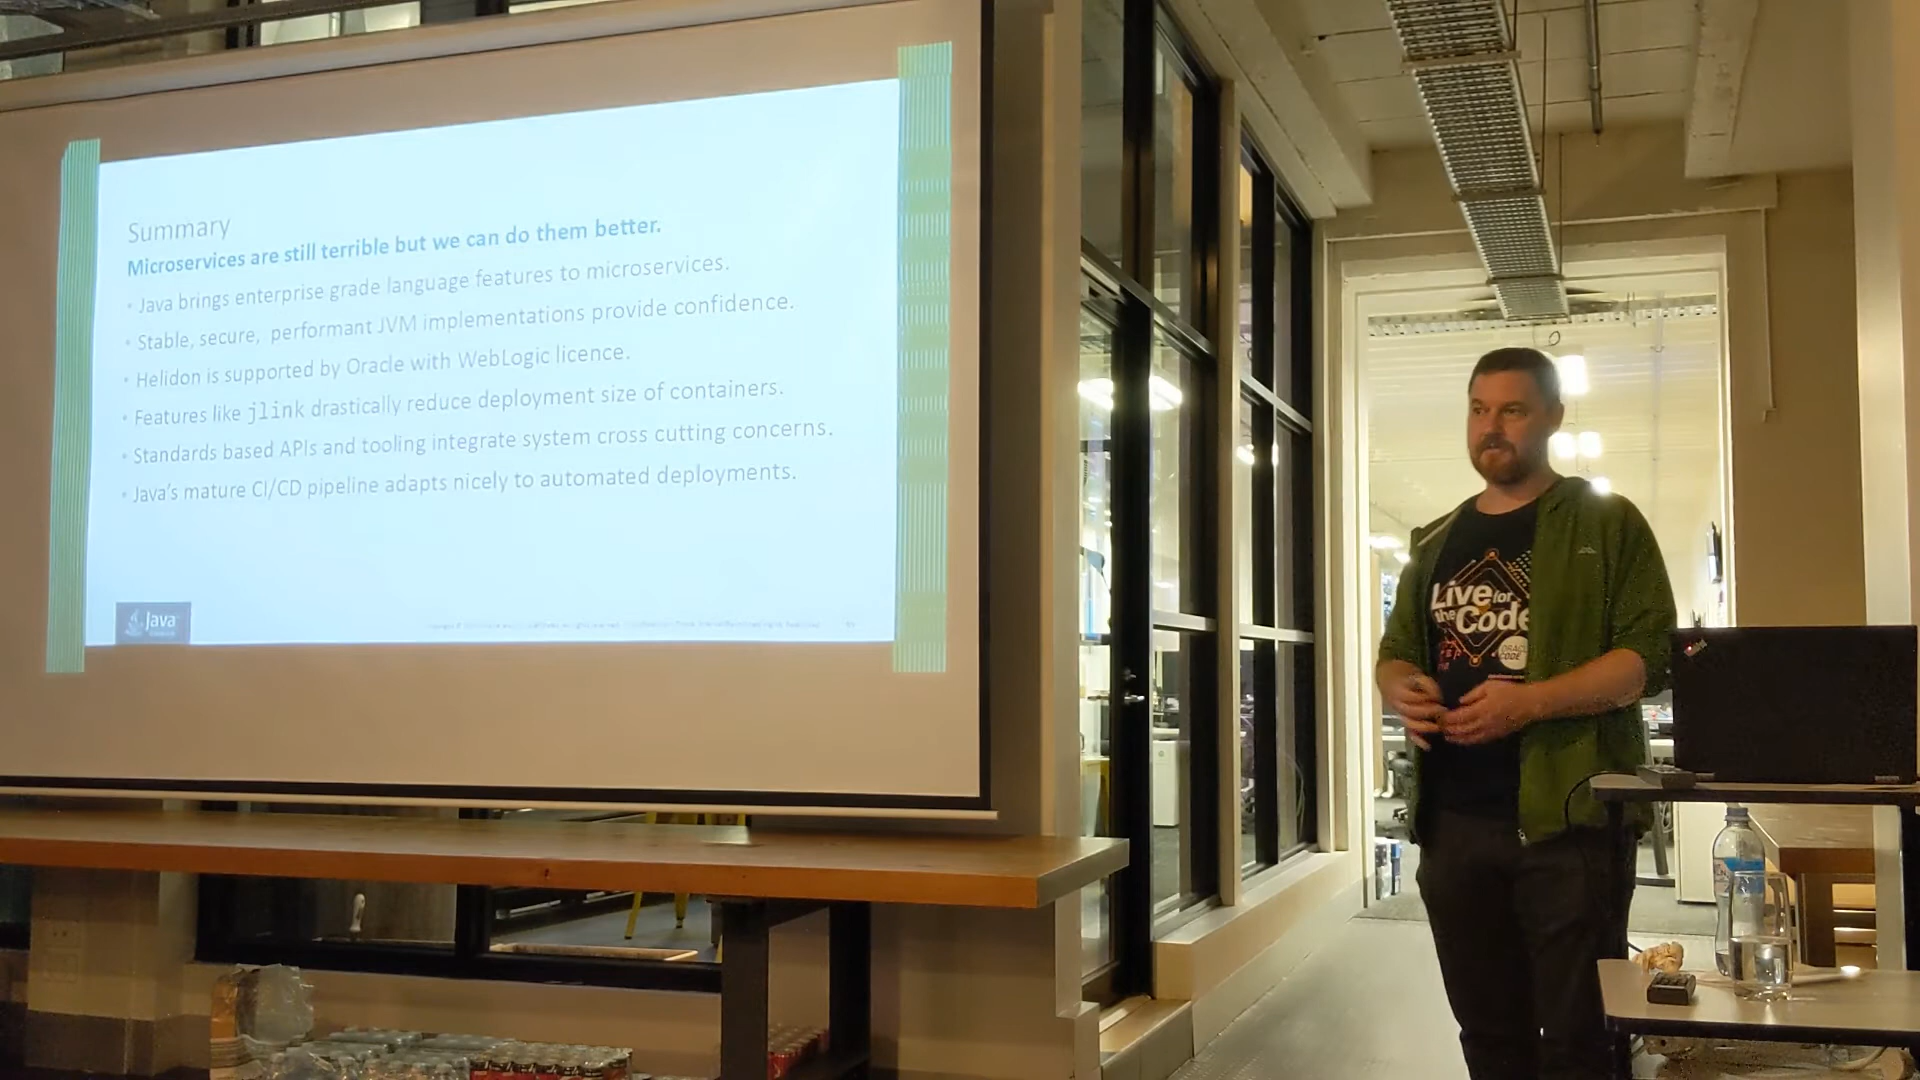 Summary
Microservices are still terrible but we can do them better.
• Java brings enterprise grade language features to microservices.
• Stable, secure, performant JVM implementations provide confidence.
• Helidon is supported by Oracle with WebLogic licence.
• Features like jlink drastically reduce deployment size of containers.
• Standards based APIs and tooling integrate system cross cutting concerns.
• Java's mature CI/CD pipeline adapts nicely to automated deployments.
Java
Live for
the Code
ORACLE
CODE
ThinkPad